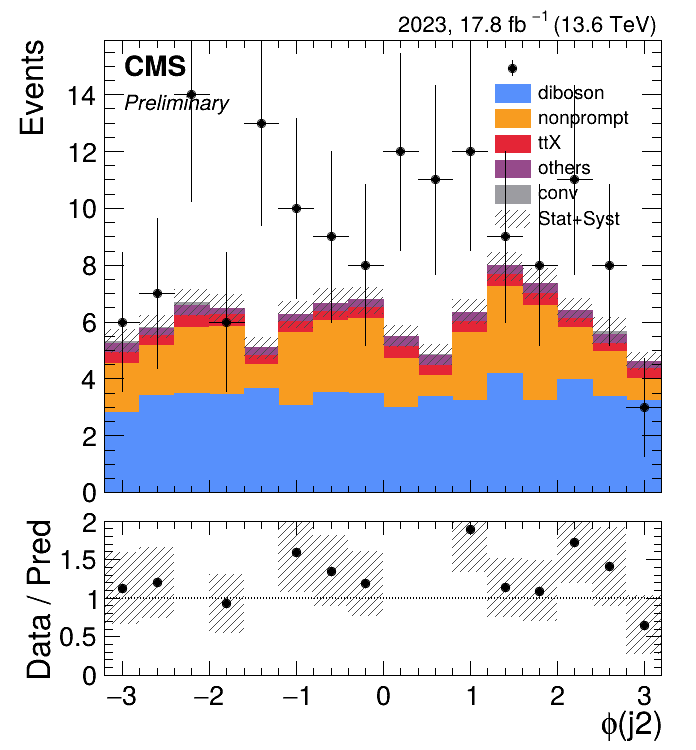 2023, 17.8 fb⁻¹ (13.6 TeV)
CMS
Preliminary
Events
14
12
10
8
6
4
2
0
diboson
nonprompt
ttX
others
conv
Stat+Syst
Data / Pred
2
1.5
1
0.5
0
−3 −2 −1 0 1 2 3
ϕ(j2)